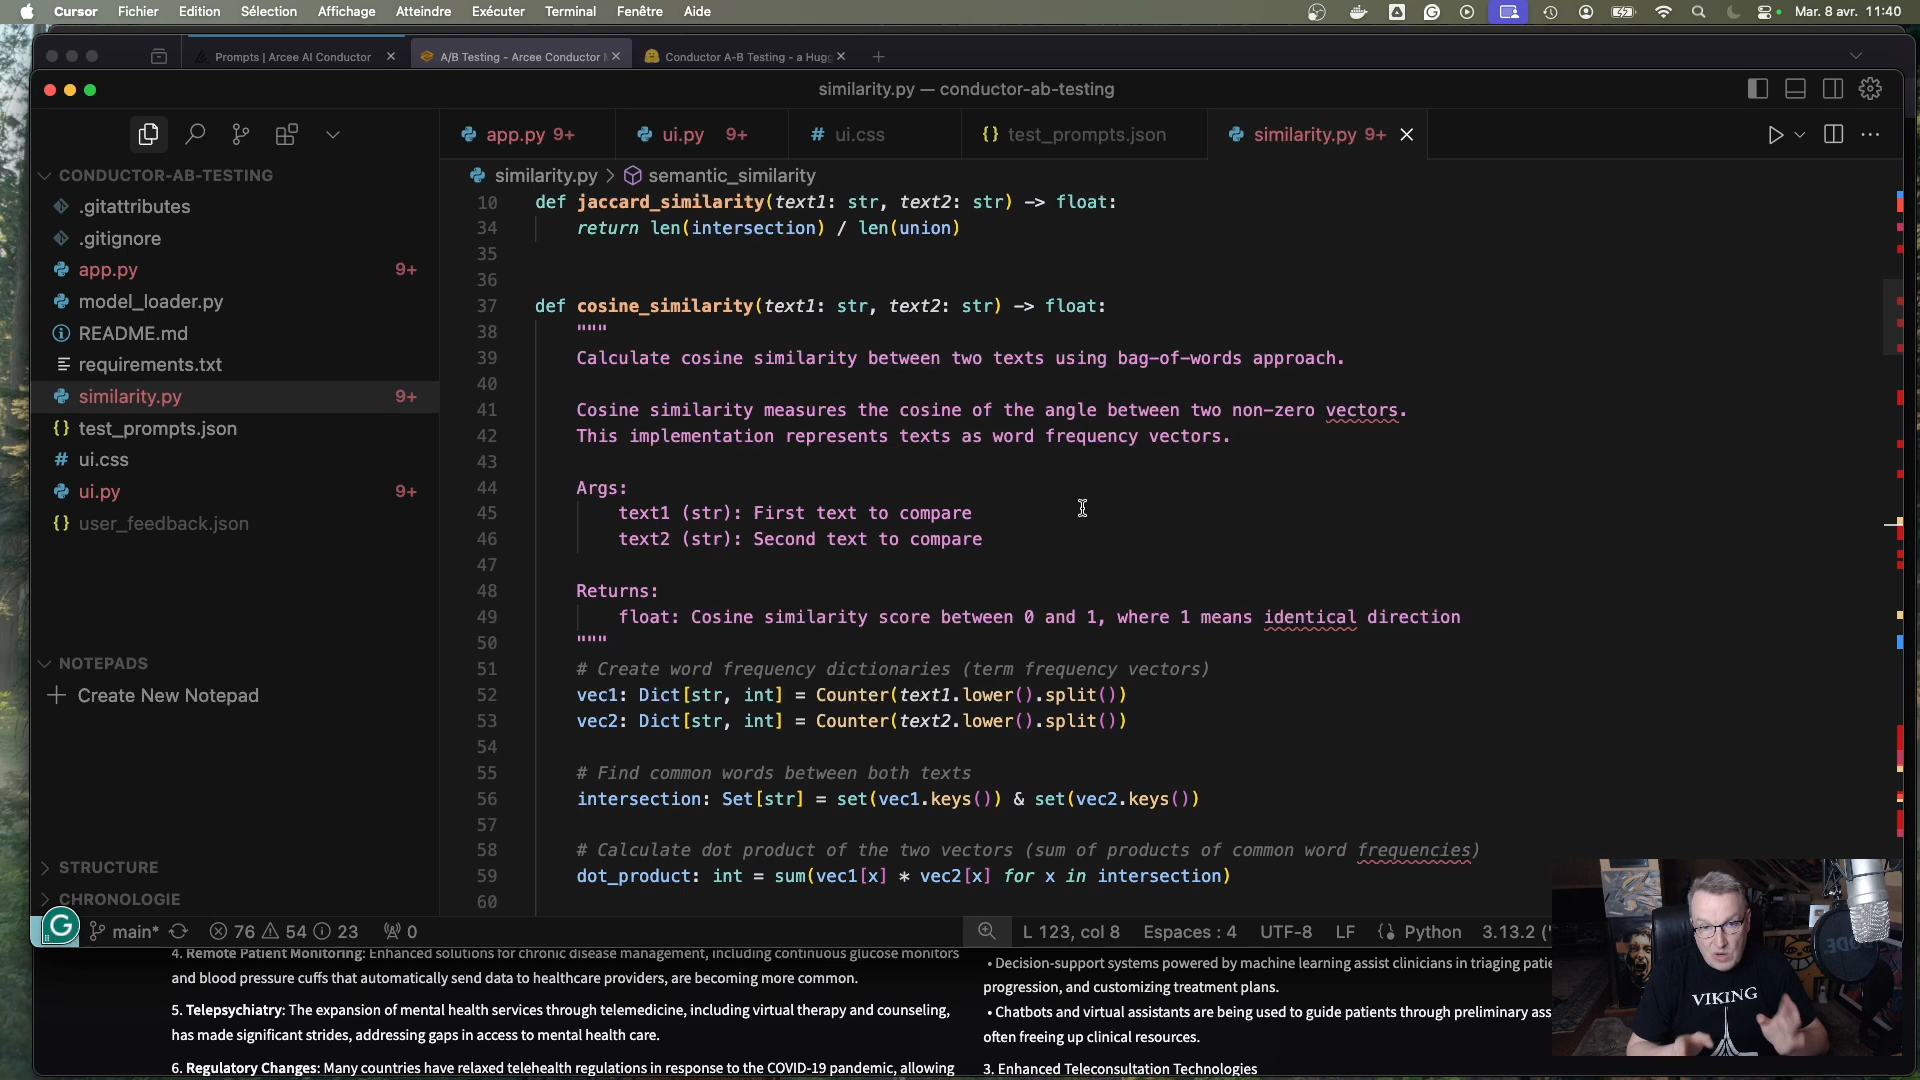 Cursor Fichier Edition Sélection Affichage Atteindre Exécuter Terminal Fenêtre Aide Mar. 8 avr. 11:40
Prompts | Arcee AI Conductor
A/B Testing - Arcee Conductor
Conductor A-B Testing - a Hugg
similarity.py — conductor-ab-testing
app.py 9+
ui.py 9+
# ui.css
{} test_prompts.json
similarity.py 9+
CONDUCTOR-AB-TESTING
.gitattributes
.gitignore
app.py 9+
model_loader.py
README.md
requirements.txt
similarity.py 9+
{} test_prompts.json
# ui.css
ui.py 9+
{} user_feedback.json
NOTEPADS
+ Create New Notepad
STRUCTURE
CHRONOLOGIE
similarity.py > semantic_similarity
10 def jaccard_similarity(text1: str, text2: str) -> float:
34 return len(intersection) / len(union)
35
36
37 def cosine_similarity(text1: str, text2: str) -> float:
38 """
39 Calculate cosine similarity between two texts using bag-of-words approach.
40
41 Cosine similarity measures the cosine of the angle between two non-zero vectors.
42 This implementation represents texts as word frequency vectors.
43
44 Args:
45 text1 (str): First text to compare
46 text2 (str): Second text to compare
47
48 Returns:
49 float: Cosine similarity score between 0 and 1, where 1 means identical direction
50 """
51 # Create word frequency dictionaries (term frequency vectors)
52 vec1: Dict[str, int] = Counter(text1.lower().split())
53 vec2: Dict[str, int] = Counter(text2.lower().split())
54
55 # Find common words between both texts
56 intersection: Set[str] = set(vec1.keys()) & set(vec2.keys())
57
58 # Calculate dot product of the two vectors (sum of products of common word frequencies)
59 dot_product: int = sum(vec1[x] * vec2[x] for x in intersection)
60
main* 76 54 23 0 L 123, col 8 Espaces : 4 UTF-8 LF {} Python 3.13.2 ('
4. Remote Patient Monitoring: Enhanced solutions for chronic disease management, including continuous glucose monitors
and blood pressure cuffs that automatically send data to healthcare providers, are becoming more common.
5. Telepsychiatry: The expansion of mental health services through telemedicine, including virtual therapy and counseling,
has made significant strides, addressing gaps in access to mental health care.
6. Regulatory Changes: Many countries have relaxed telehealth regulations in response to the COVID-19 pandemic, allowing
• Decision-support systems powered by machine learning assist clinicians in triaging patie
progression, and customizing treatment plans.
• Chatbots and virtual assistants are being used to guide patients through preliminary ass
often freeing up clinical resources.
3. Enhanced Teleconsultation Technologies
VIKING